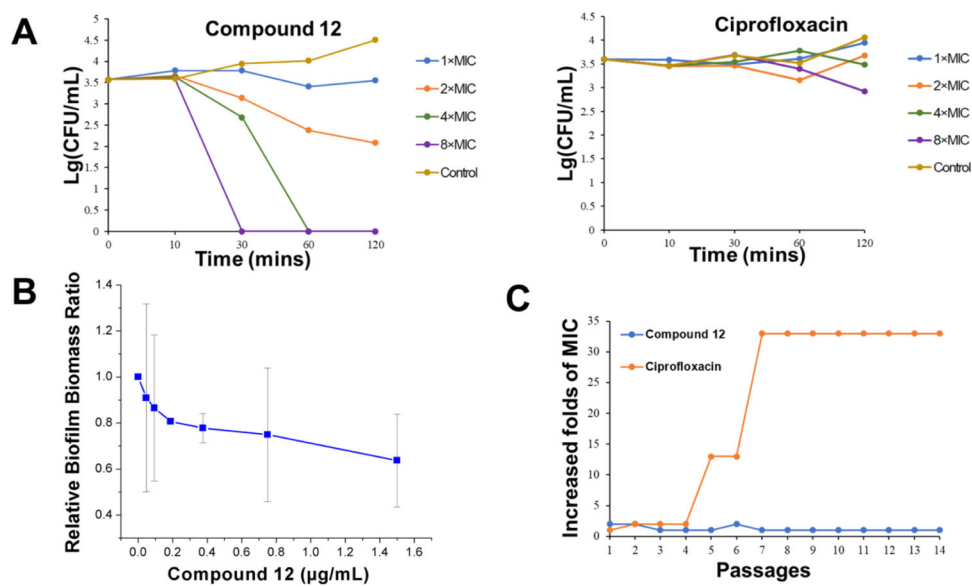 A
Compound 12
Lg(CFU/mL)
5
4.5
4
3.5
3
2.5
2
1.5
1
0.5
0
0 10 30 60 120
Time (mins)
1×MIC
2×MIC
4×MIC
8×MIC
Control
Ciprofloxacin
Lg(CFU/mL)
4.5
4
3.5
3
2.5
2
1.5
1
0.5
0
0 10 30 60 120
Time (mins)
1×MIC
2×MIC
4×MIC
8×MIC
Control
B
Relative Biofilm Biomass Ratio
1.4
1.2
1.0
0.8
0.6
0.4
0.0 0.2 0.4 0.6 0.8 1.0 1.2 1.4 1.6
Compound 12 (μg/mL)
C
Increased folds of MIC
35
30
25
20
15
10
5
0
Compound 12
Ciprofloxacin
1 2 3 4 5 6 7 8 9 10 11 12 13 14
Passages